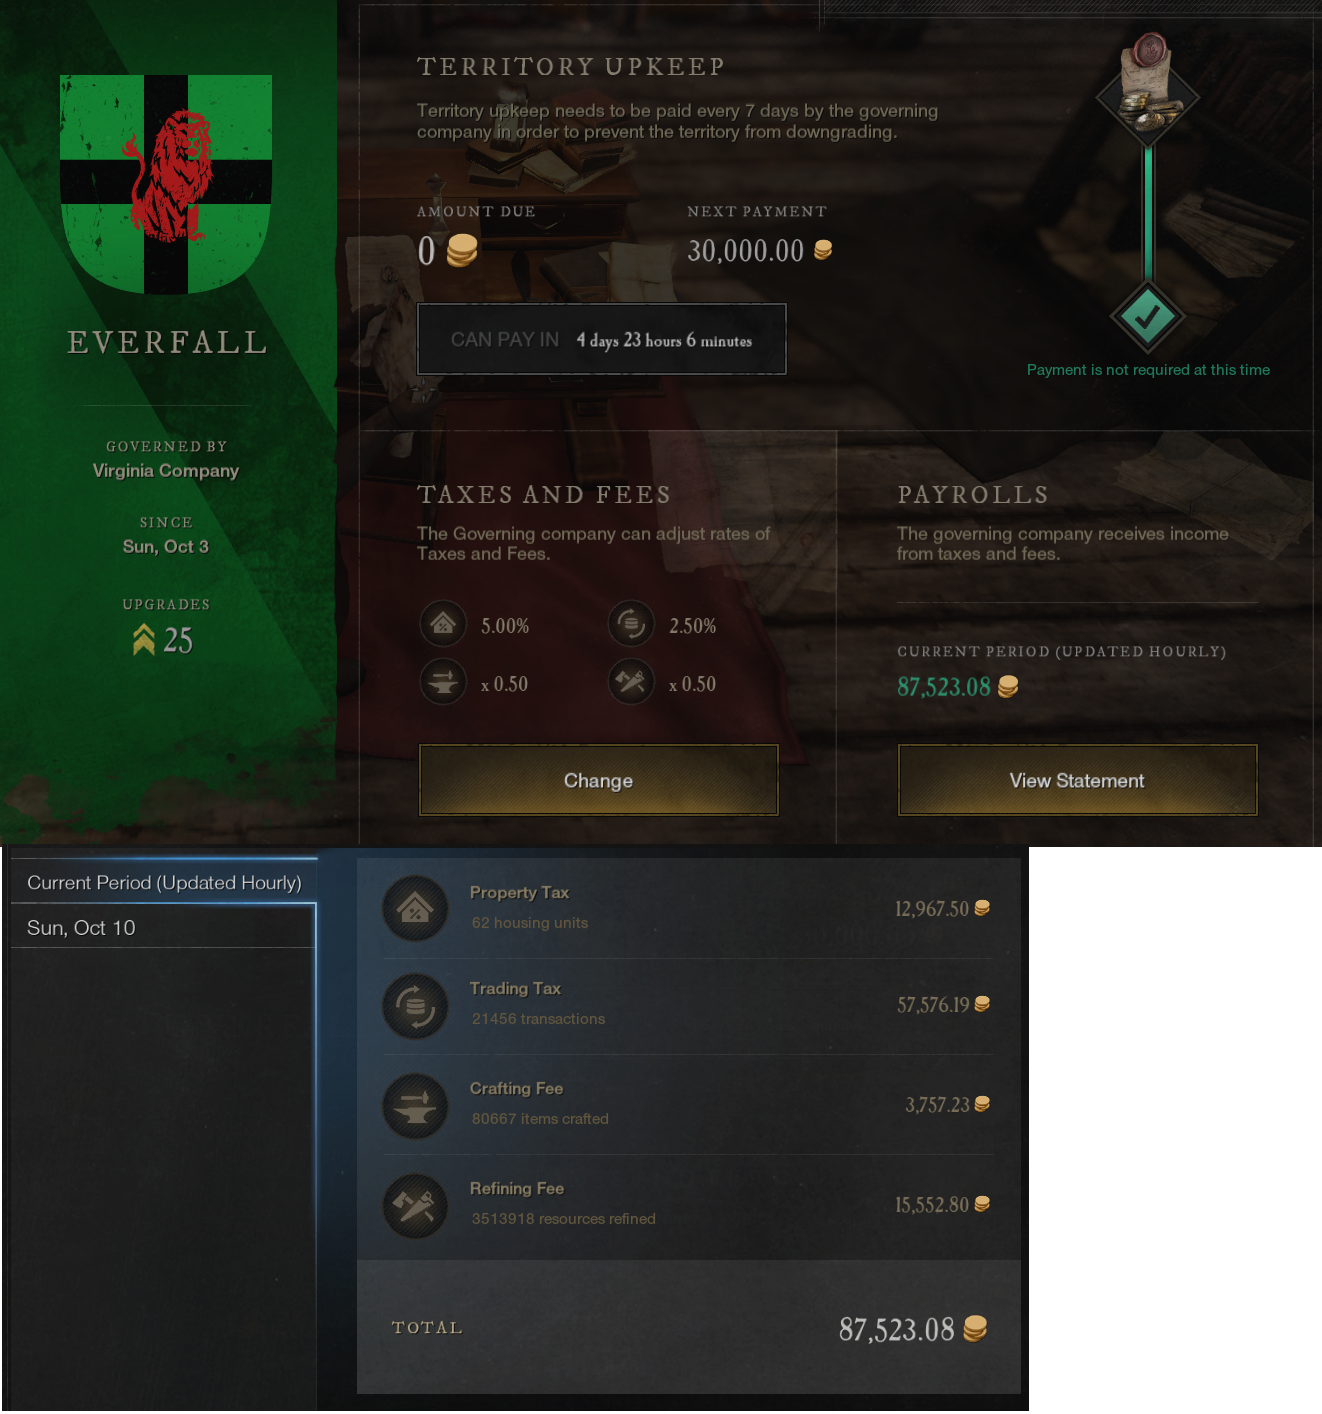 EVERFALL
GOVERNED BY
Virginia Company
SINCE
Sun, Oct 3
UPGRADES
25
TERRITORY UPKEEP
Territory upkeep needs to be paid every 7 days by the governing
company in order to prevent the territory from downgrading.
AMOUNT DUE
0
NEXT PAYMENT
30,000.00
CAN PAY IN 4 days 23 hours 6 minutes
Payment is not required at this time
TAXES AND FEES
The Governing company can adjust rates of
Taxes and Fees.
5.00%
2.50%
x 0.50
x 0.50
Change
PAYROLLS
The governing company receives income
from taxes and fees.
CURRENT PERIOD (UPDATED HOURLY)
87,523.08
View Statement
Current Period (Updated Hourly)
Sun, Oct 10
Property Tax
62 housing units
12,967.50
Trading Tax
21456 transactions
57,576.19
Crafting Fee
80667 items crafted
3,757.23
Refining Fee
3513918 resources refined
15,552.80
TOTAL
87,523.08